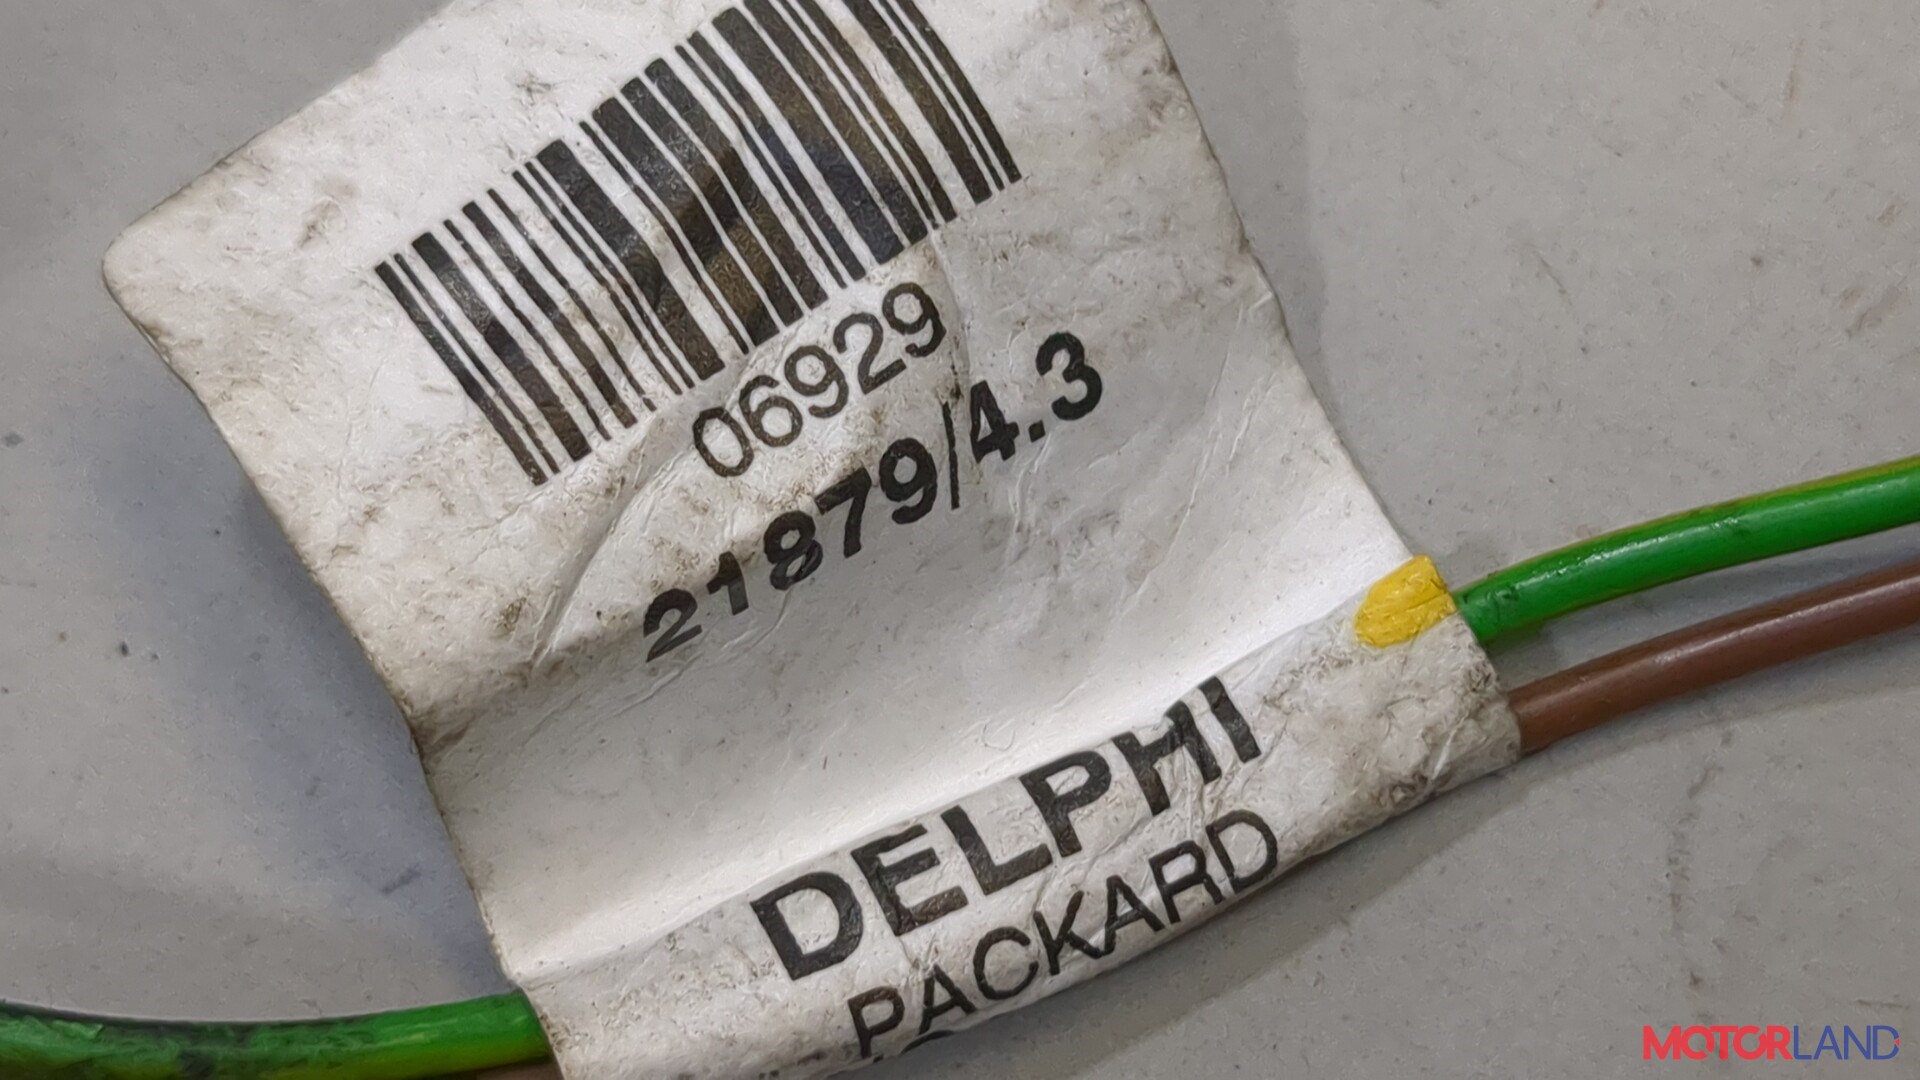 06929
21879/4.3
DELPHI
PACKARD
MOTORLAND